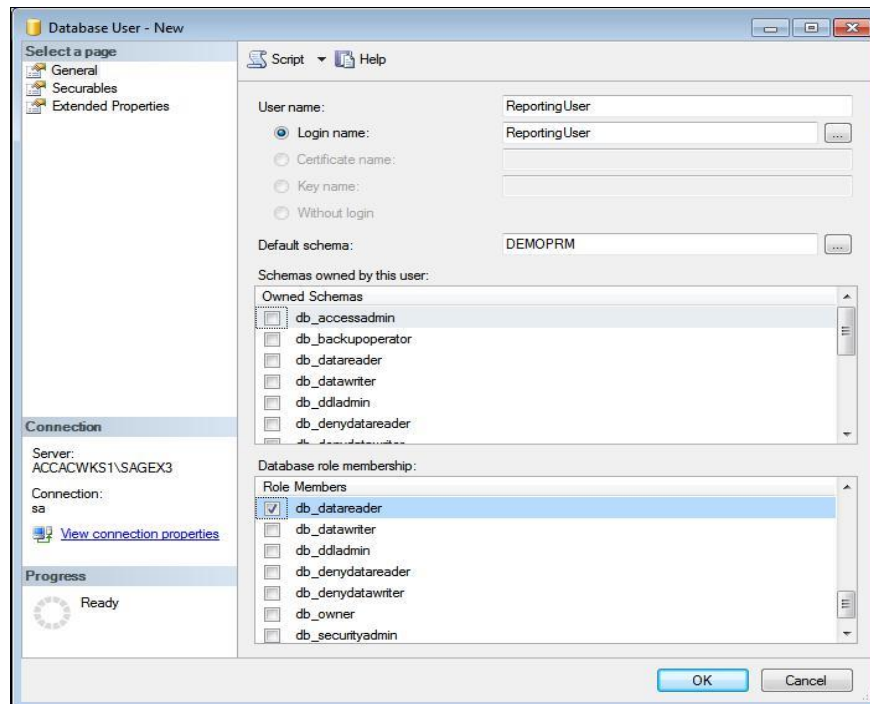 Database User - New
Select a page
General
Securables
Extended Properties
Script Help
User name: ReportingUser
Login name: ReportingUser ...
Certificate name:
Key name:
Without login
Default schema: DEMOPRM ...
Schemas owned by this user:
Owned Schemas
db_accessadmin
db_backupoperator
db_datareader
db_datawriter
db_ddladmin
db_denydatareader
db_denydatawriter
Database role membership:
Role Members
db_datareader
db_datawriter
db_ddladmin
db_denydatareader
db_denydatawriter
db_owner
db_securityadmin
Connection
Server:
ACCACWKS1\SAGEX3
Connection:
sa
View connection properties
Progress
Ready
OK Cancel